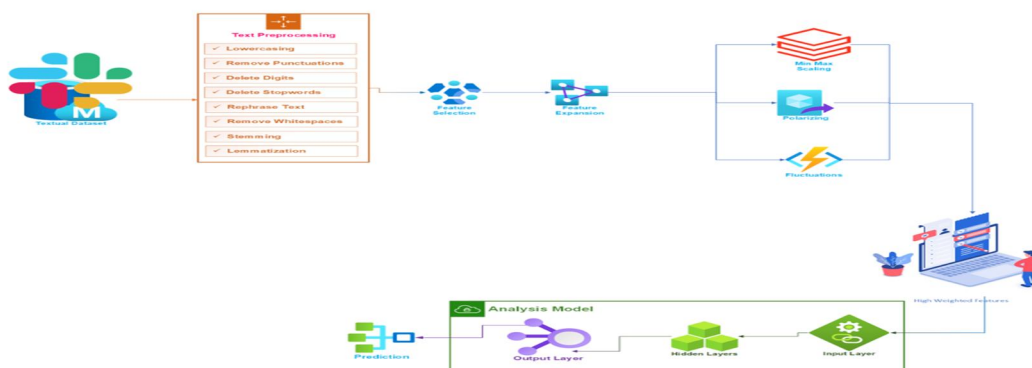 Text Preprocessing
Lowercasing
Remove Punctuations
Delete Digits
Delete Stopwords
Rephrase Text
Remove Whitespaces
Stemming
Lemmatization
M
Textual Dataset
Feature
Selection
Feature
Expansion
Min Max
Scaling
Polarizing
Fluctuations
High Weighted Features
Analysis Model
Input Layer
Hidden Layers
Output Layer
Prediction